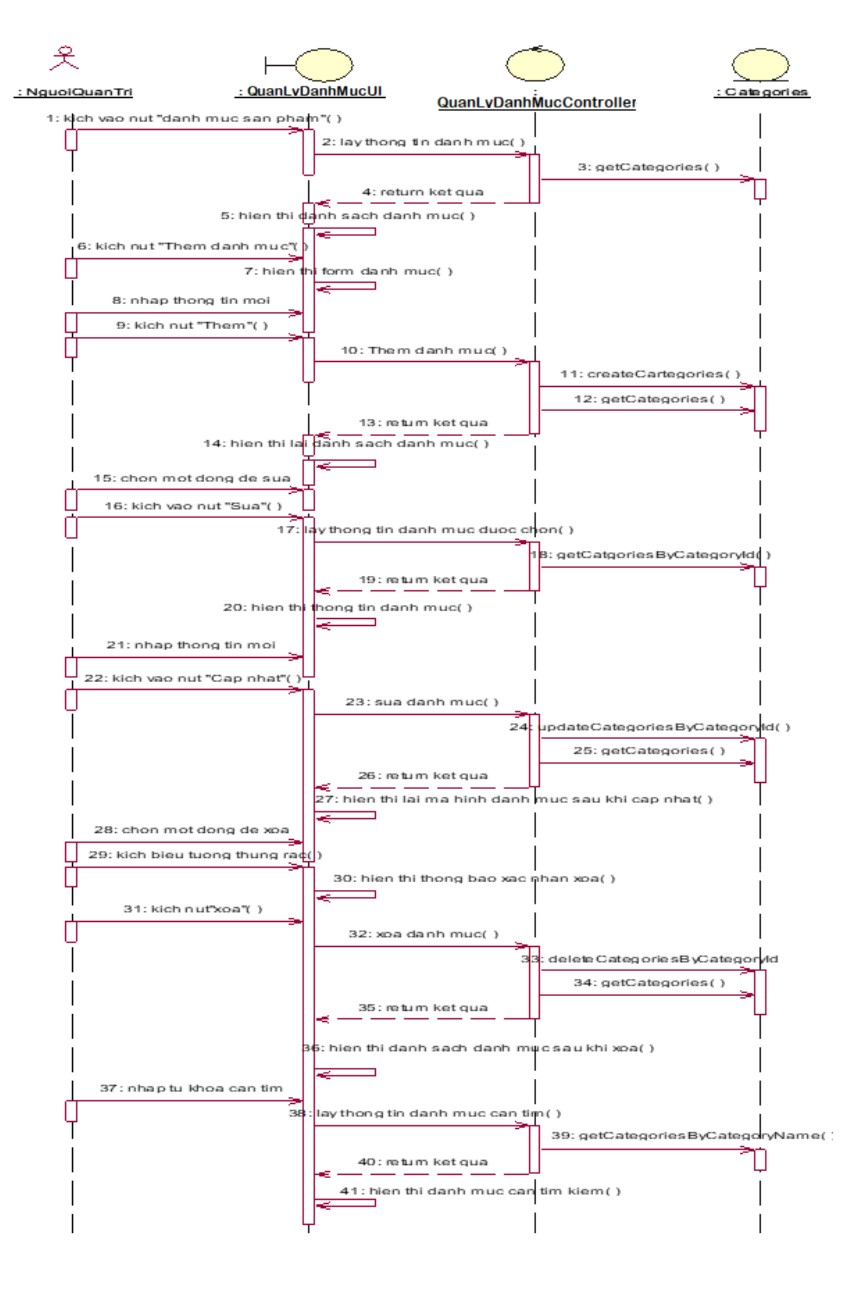 : NguoiQuanTri
: QuanLyDanhMucUI
:
QuanLyDanhMucController
: Categories
1: kich vao nut "danh muc san pham"( )
2: lay thong tin danh muc( )
3: getCategories( )
4: return ket qua
5: hien thi danh sach danh muc( )
6: kich nut "Them danh muc"( )
7: hien thi form danh muc( )
8: nhap thong tin moi
9: kich nut "Them"( )
10: Them danh muc( )
11: createCartegories( )
12: getCategories( )
13: return ket qua
14: hien thi lai danh sach danh muc( )
15: chon mot dong de sua
16: kich vao nut "Sua"( )
17: lay thong tin danh muc duoc chon( )
18: getCatgoriesByCategoryId( )
19: return ket qua
20: hien thi thong tin danh muc( )
21: nhap thong tin moi
22: kich vao nut "Cap nhat"( )
23: sua danh muc( )
24: updateCategoriesByCategoryId( )
25: getCategories( )
26: return ket qua
27: hien thi lai ma hinh danh muc sau khi cap nhat( )
28: chon mot dong de xoa
29: kich bieu tuong thung rac( )
30: hien thi thong bao xac nhan xoa( )
31: kich nut"xoa"( )
32: xoa danh muc( )
33: deleteCategoriesByCategoryId
34: getCategories( )
35: return ket qua
36: hien thi danh sach danh muc sau khi xoa( )
37: nhap tu khoa can tim
38: lay thong tin danh muc can tim( )
39: getCategoriesByCategoryName( )
40: return ket qua
41: hien thi danh muc can tim kiem( )